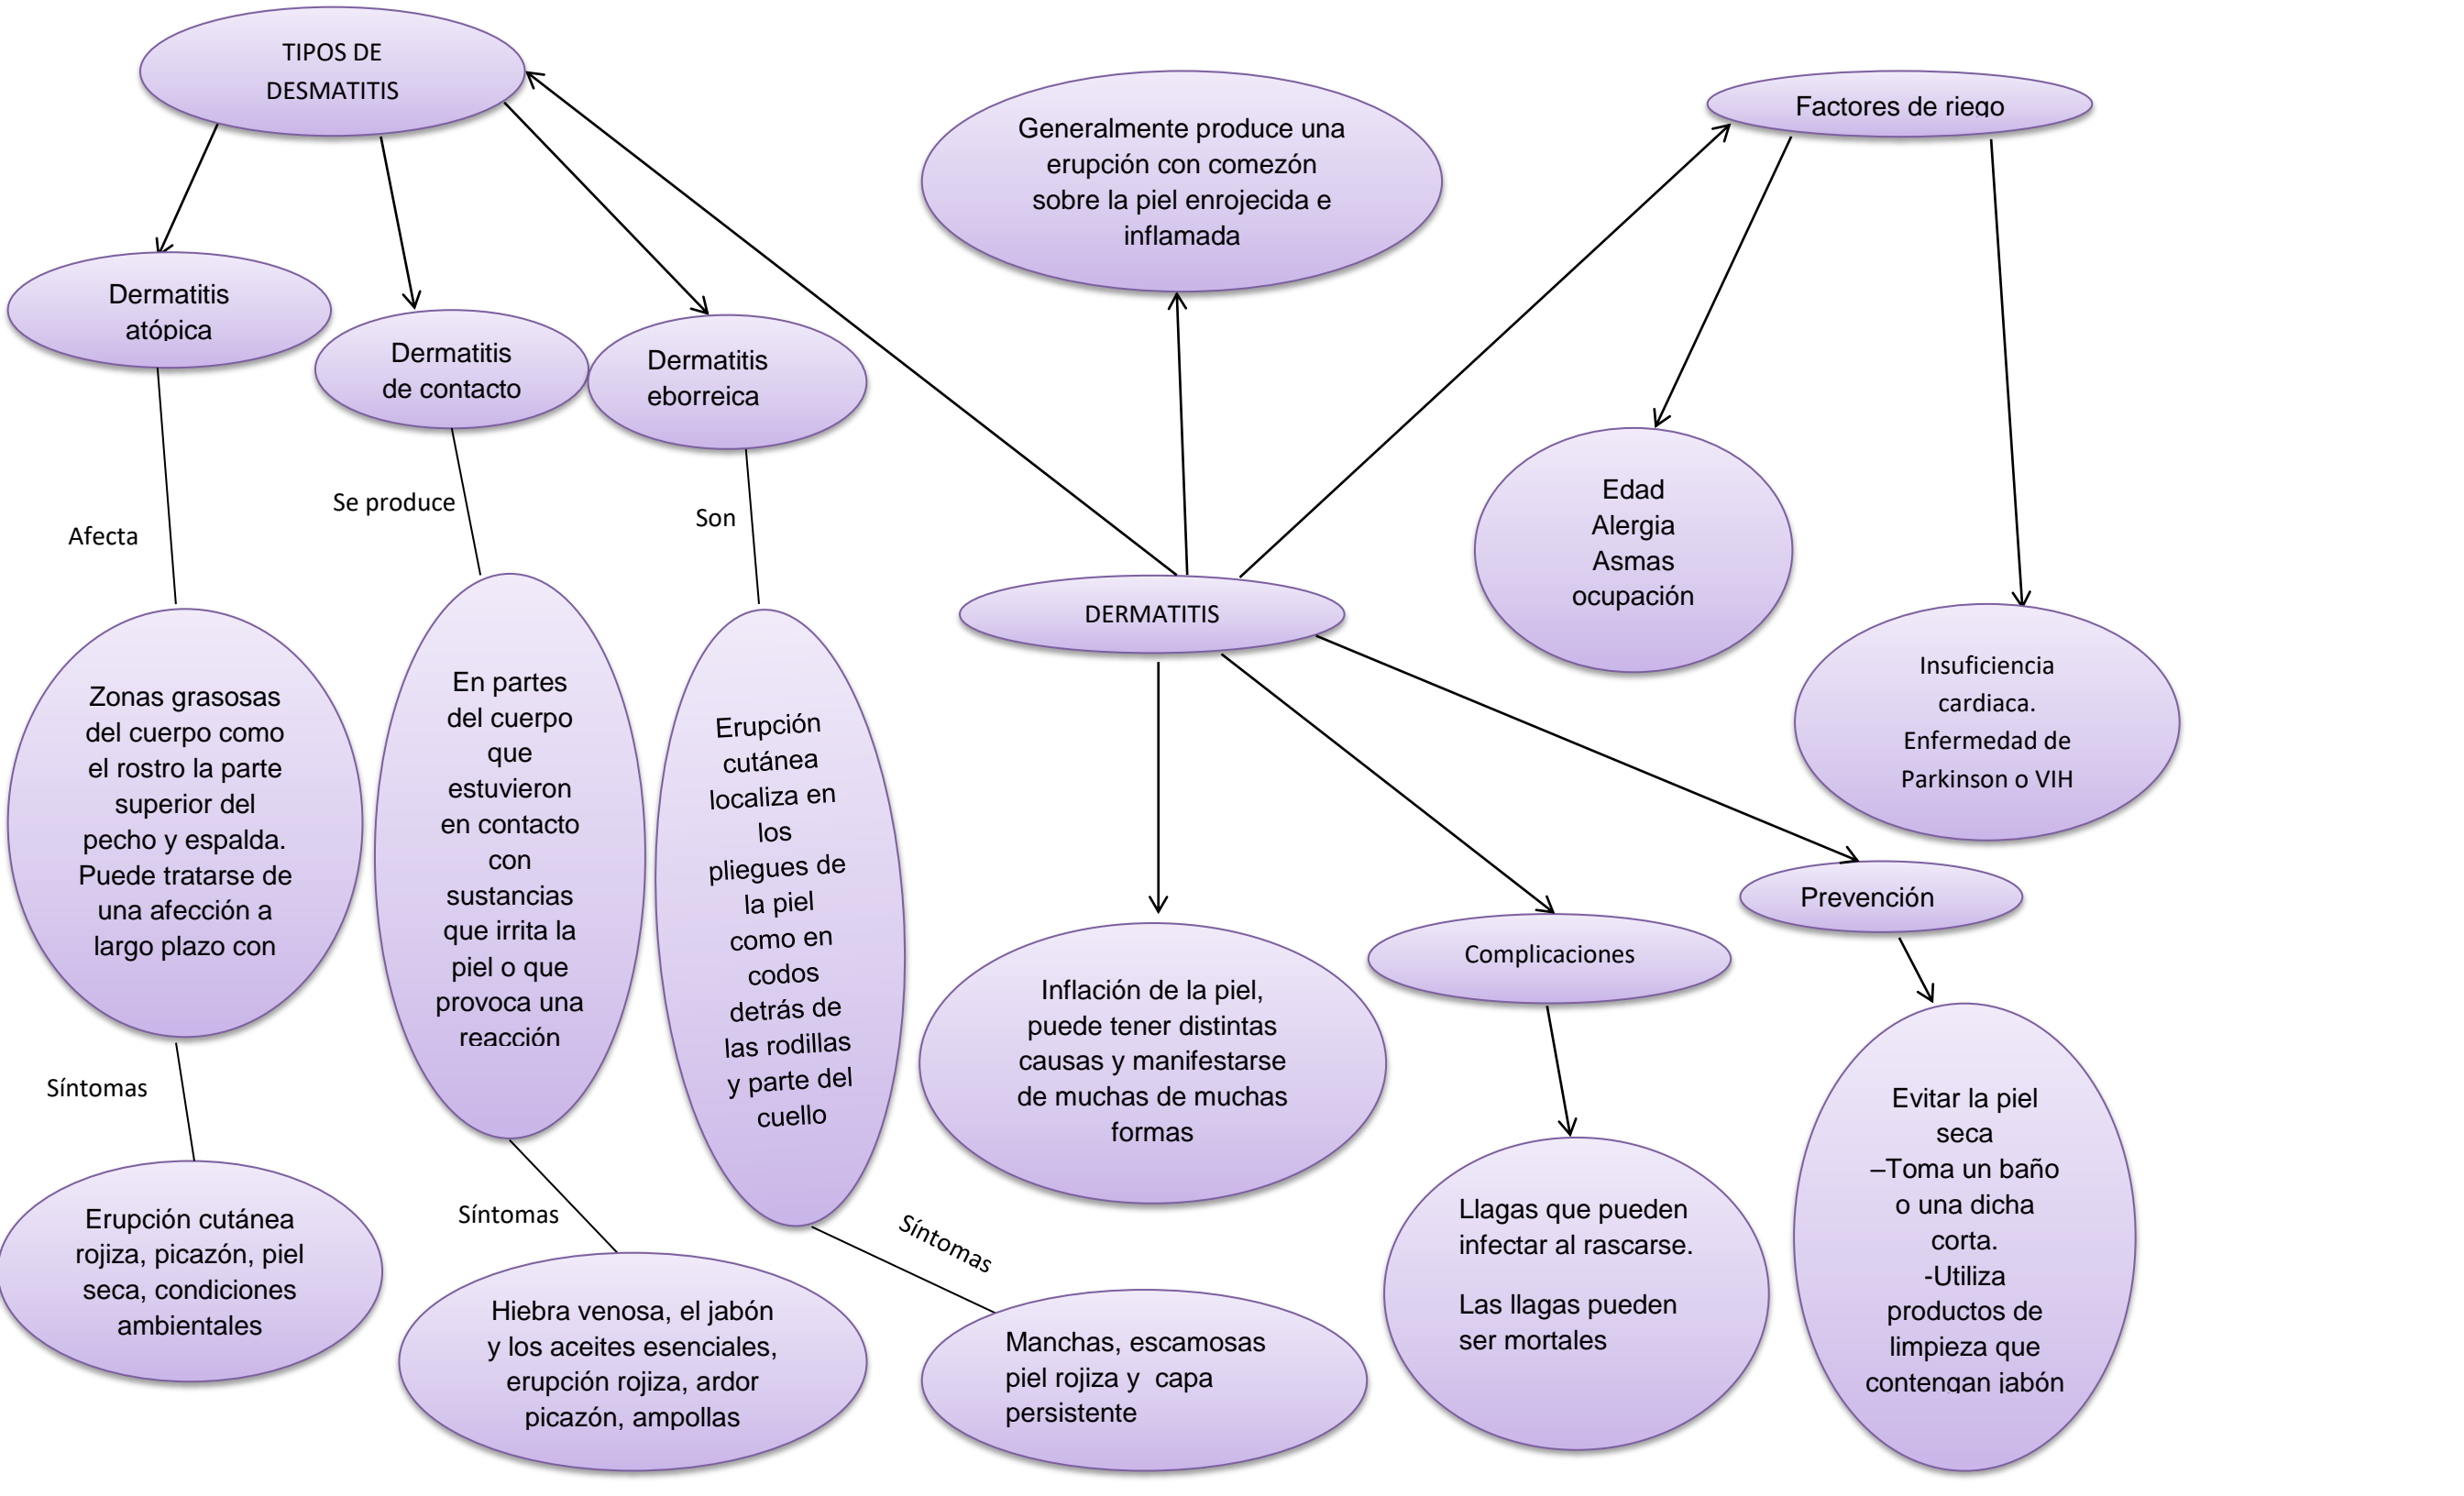 TIPOS DE
DESMATITIS
Generalmente produce una
erupción con comezón
sobre la piel enrojecida e
inflamada
Factores de riego
Dermatitis
atópica
Dermatitis
de contacto
Dermatitis
eborreica
Afecta
Se produce
Son
Edad
Alergia
Asmas
ocupación
DERMATITIS
Insuficiencia
cardiaca.
Enfermedad de
Parkinson o VIH
Zonas grasosas
del cuerpo como
el rostro la parte
superior del
pecho y espalda.
Puede tratarse de
una afección a
largo plazo con
En partes
del cuerpo
que
estuvieron
en contacto
con
sustancias
que irrita la
piel o que
provoca una
reacción
Erupción
cutánea
localiza en
los
pliegues de
la piel
como en
codos
detrás de
las rodillas
y parte del
cuello
Inflación de la piel,
puede tener distintas
causas y manifestarse
de muchas de muchas
formas
Complicaciones
Prevención
Síntomas
Síntomas
Síntomas
Erupción cutánea
rojiza, picazón, piel
seca, condiciones
ambientales
Hiebra venosa, el jabón
y los aceites esenciales,
erupción rojiza, ardor
picazón, ampollas
Manchas, escamosas
piel rojiza y  capa
persistente
Llagas que pueden
infectar al rascarse.
Las llagas pueden
ser mortales
Evitar la piel
seca
–Toma un baño
o una dicha
corta.
-Utiliza
productos de
limpieza que
contengan jabón